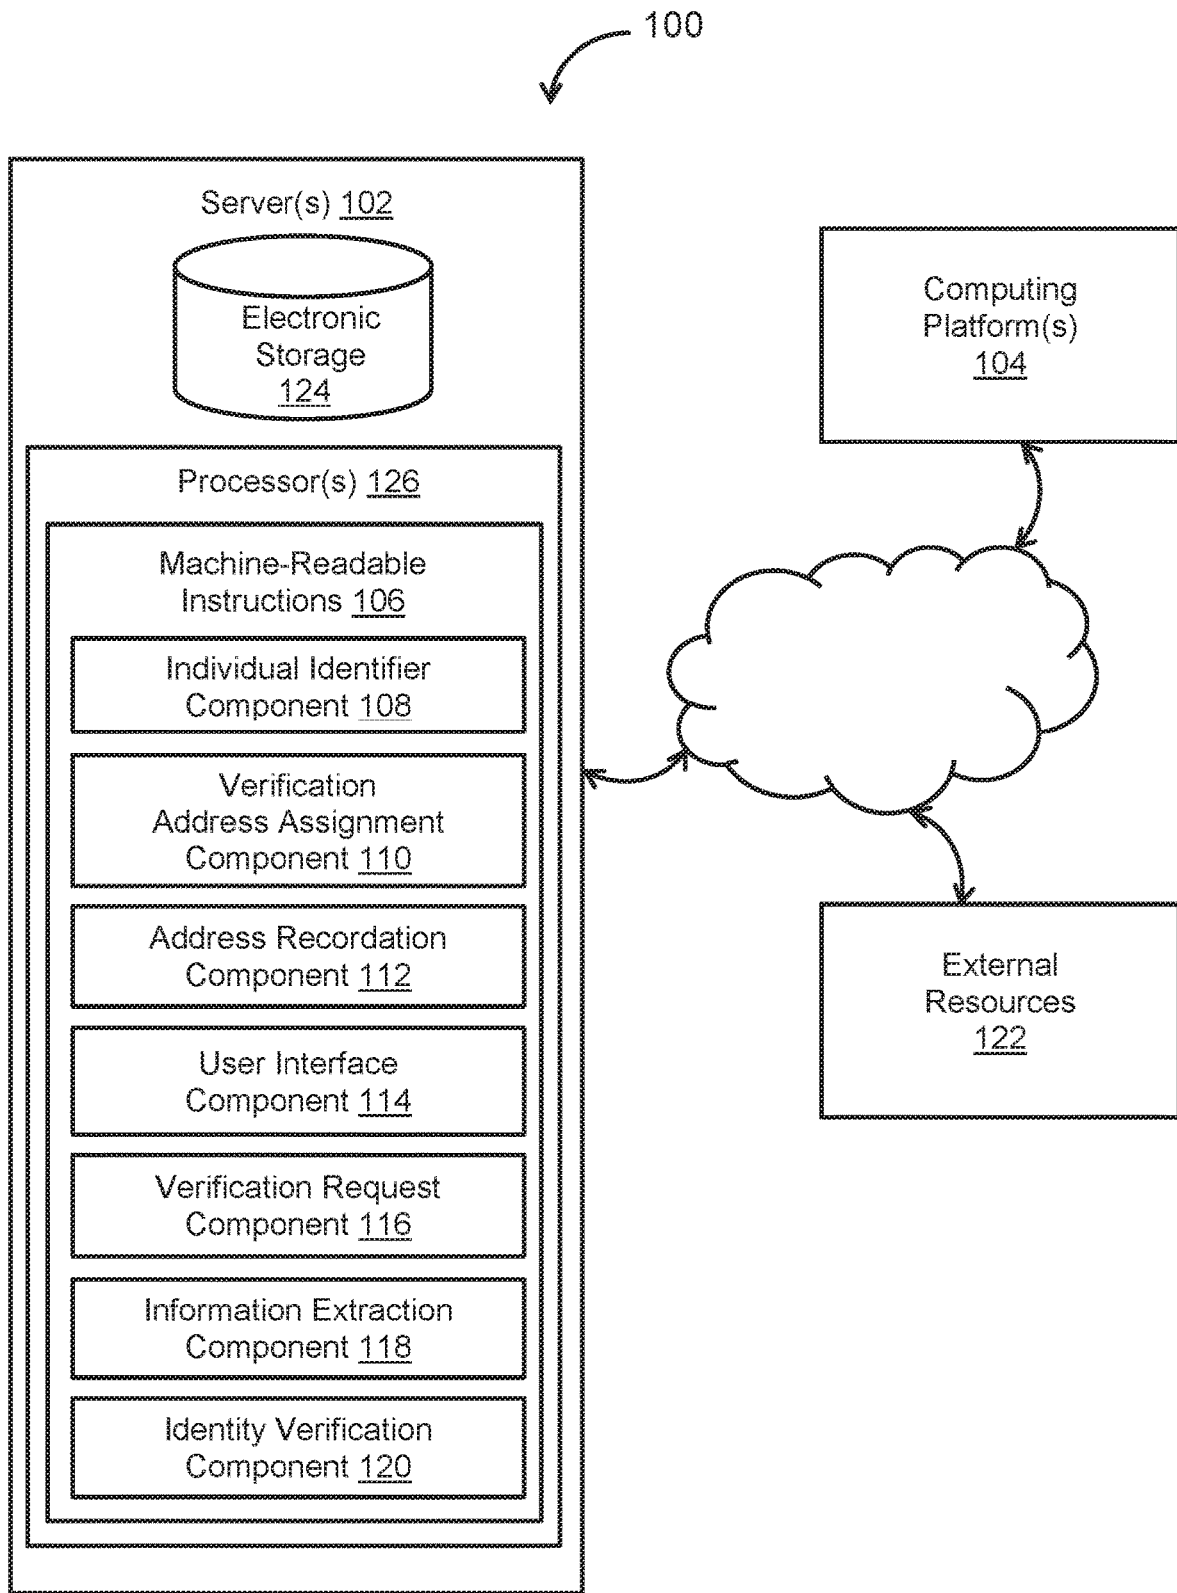 100
Server(s) 102
Electronic
Storage
124
Processor(s) 126
Machine-Readable
Instructions 106
Individual Identifier
Component 108
Verification
Address Assignment
Component 110
Address Recordation
Component 112
User Interface
Component 114
Verification Request
Component 116
Information Extraction
Component 118
Identity Verification
Component 120
Computing
Platform(s)
104
External
Resources
122